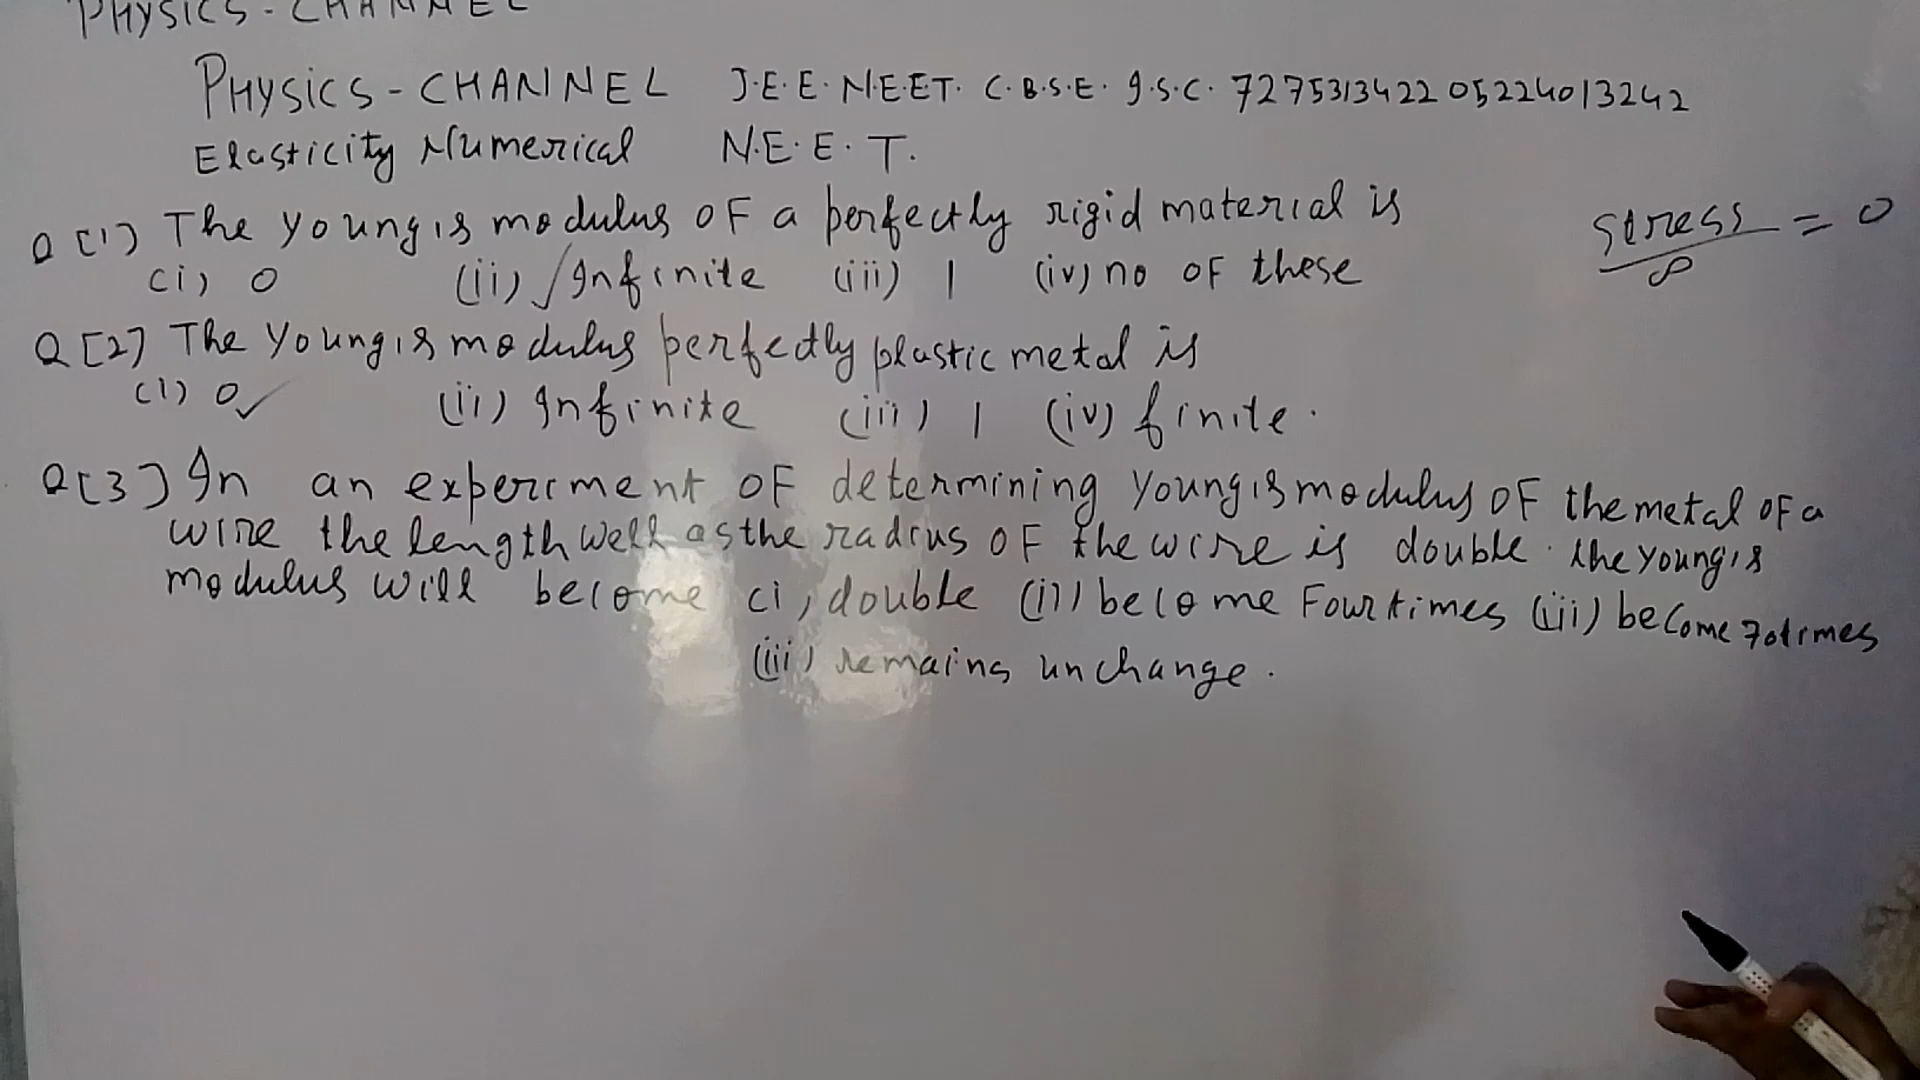 PHYSICS-CHANNEL
PHYSICS-CHANNEL J.E.E. N.E.E.T. C.B.S.E. I.S.C. 7275313422 05224013242
Elasticity Numerical N.E.E.T.
Q[1] The Young's modulus of a perfectly rigid material is
(i) 0 (ii) √Infinite (iii) 1 (iv) no of these
stress/∞ = 0
Q[2] The Young's modulus perfectly plastic metal is
(i) 0✓ (ii) Infinite (iii) 1 (iv) finite.
Q[3] In an experiment of determining Young's modulus of the metal of a
wire the length well as the radius of the wire is double. the Young's
modulus will become (i) double (ii) become Four times (iii) become times
(iii) remains unchange.